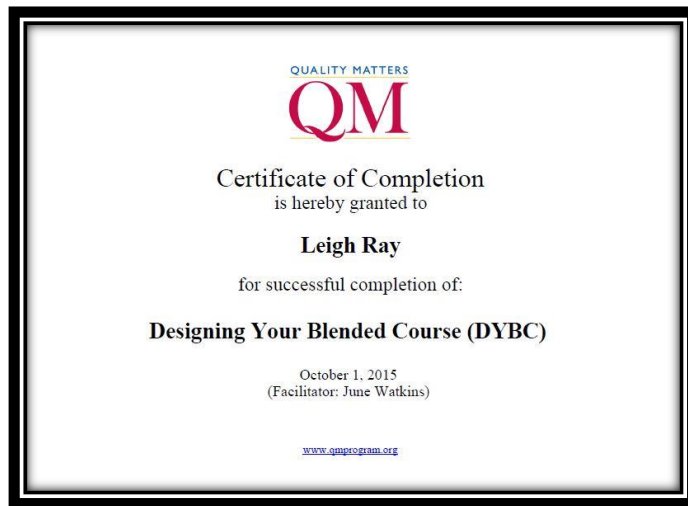 QUALITY MATTERS
QM
Certificate of Completion
is hereby granted to
Leigh Ray
for successful completion of:
Designing Your Blended Course (DYBC)
October 1, 2015
(Facilitator: June Watkins)
www.qmprogram.org